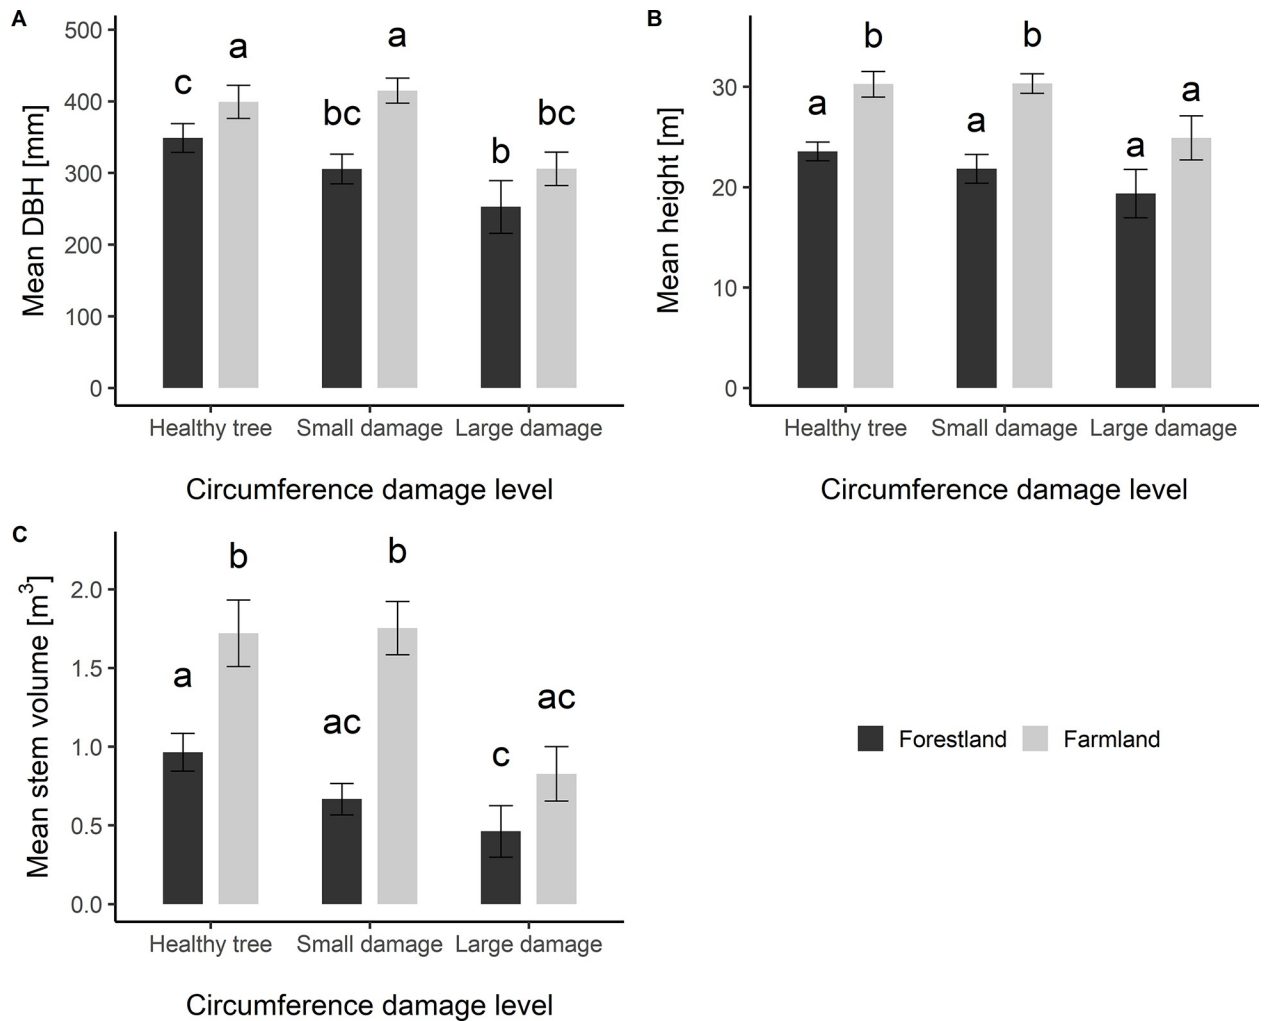 A
Mean DBH [mm]
500
400
300
200
100
0
c
a
bc
a
b
bc
Healthy tree
Small damage
Large damage
Circumference damage level
B
Mean height [m]
30
20
10
0
a
b
a
b
a
a
Healthy tree
Small damage
Large damage
Circumference damage level
C
Mean stem volume [m³]
2.0
1.5
1.0
0.5
0.0
a
b
ac
b
c
ac
Healthy tree
Small damage
Large damage
Circumference damage level
Forestland
Farmland